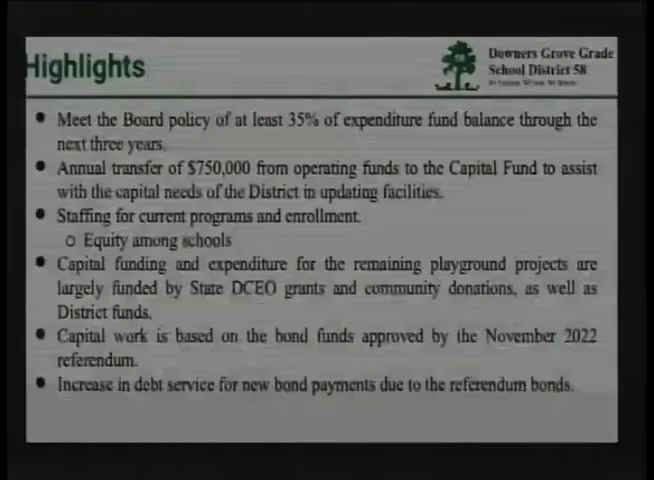 Highlights
Downers Grove Grade
School District 58
• Meet the Board policy of at least 35% of expenditure fund balance through the
next three years.
• Annual transfer of $750,000 from operating funds to the Capital Fund to assist
with the capital needs of the District in updating facilities.
• Staffing for current programs and enrollment.
o Equity among schools
• Capital funding and expenditure for the remaining playground projects are
largely funded by State DCEO grants and community donations, as well as
District funds.
• Capital work is based on the bond funds approved by the November 2022
referendum.
• Increase in debt service for new bond payments due to the referendum bonds.